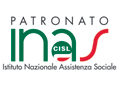 PATRONATO
inas
CISL
Istituto Nazionale Assistenza Sociale